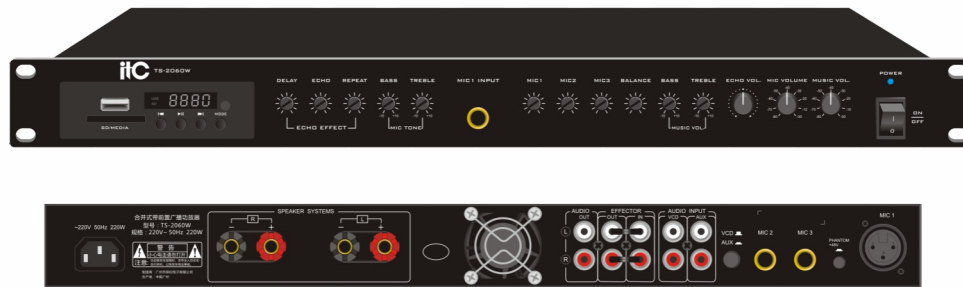 itc TS-2060W
8880
SD-MEDIA
MODE
DELAY ECHO REPEAT BASS TREBLE
ECHO EFFECT MIC TONE
MIC1 INPUT
MIC1 MIC2 MIC3 BALANCE BASS TREBLE
MUSIC VOL.
ECHO VOL. MIC VOLUME MUSIC VOL.
POWER
ON
OFF
~220V 50Hz 220W
合并式带前置广播功放器
型号：TS-2060W
规格：220V~ 50Hz 220W
警 告
注意
SPEAKER SYSTEMS
R L
- + - +
AUDIO EFFECTOR AUDIO INPUT
OUT OUT IN VCD AUX
L
R
VCD
AUX
MIC 2 MIC 3
PHANTOM
+48V
MIC 1